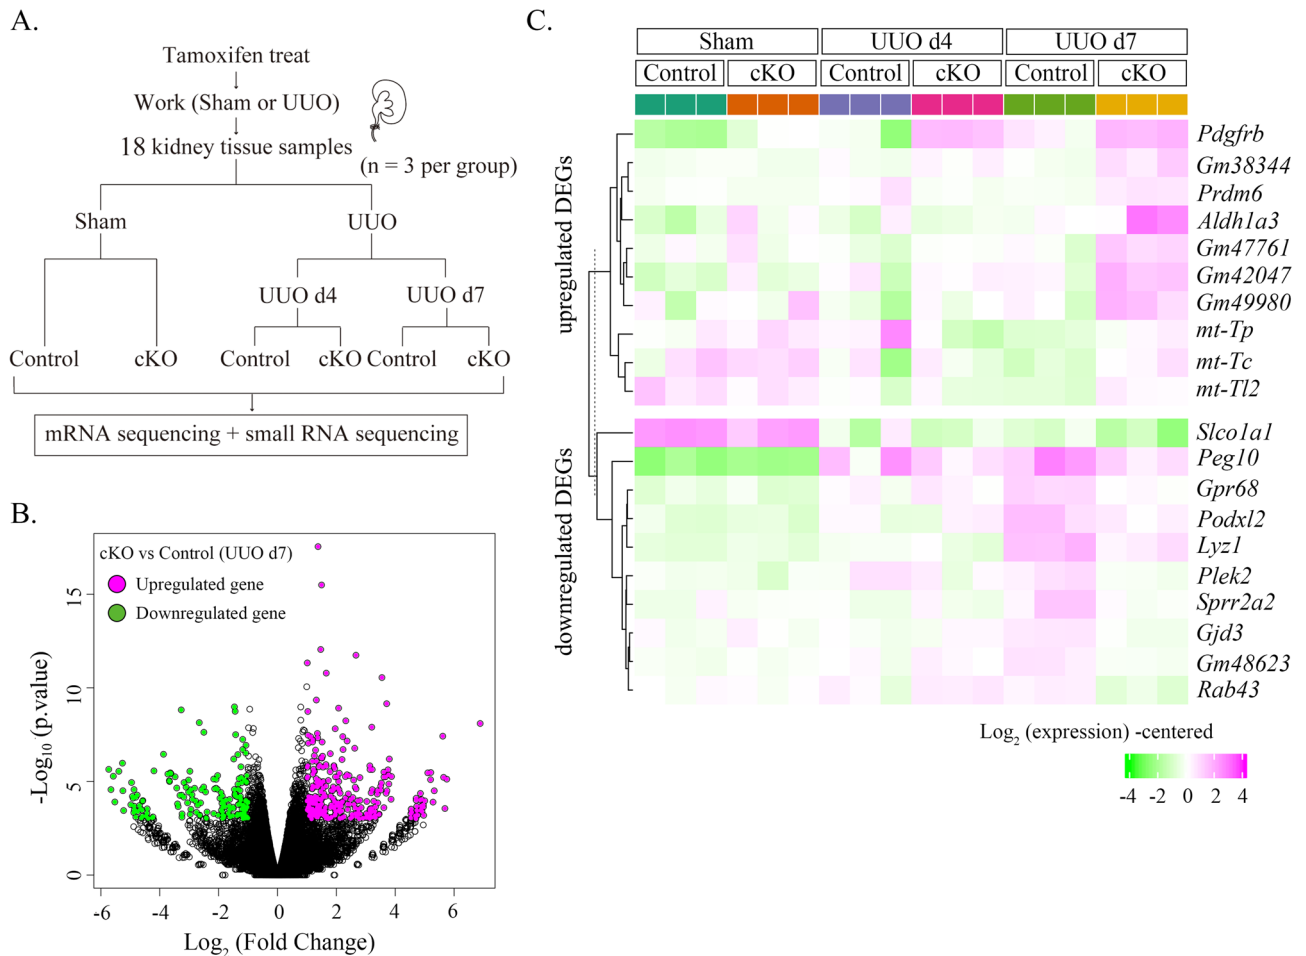 A.
Tamoxifen treat
Work (Sham or UUO)
18 kidney tissue samples
(n = 3 per group)
Sham
UUO
UUO d4
UUO d7
Control
cKO
Control
cKO
Control
cKO
mRNA sequencing + small RNA sequencing
B.
cKO vs Control (UUO d7)
Upregulated gene
Downregulated gene
-Log10 (p.value)
15
10
5
0
-6
-4
-2
0
2
4
6
Log2 (Fold Change)
C.
Sham
UUO d4
UUO d7
Control
cKO
Control
cKO
Control
cKO
upregulated DEGs
Pdgfrb
Gm38344
Prdm6
Aldh1a3
Gm47761
Gm42047
Gm49980
mt-Tp
mt-Tc
mt-Tl2
downregulated DEGs
Slco1a1
Peg10
Gpr68
Podxl2
Lyz1
Plek2
Sprr2a2
Gjd3
Gm48623
Rab43
Log2 (expression) -centered
-4 -2 0 2 4